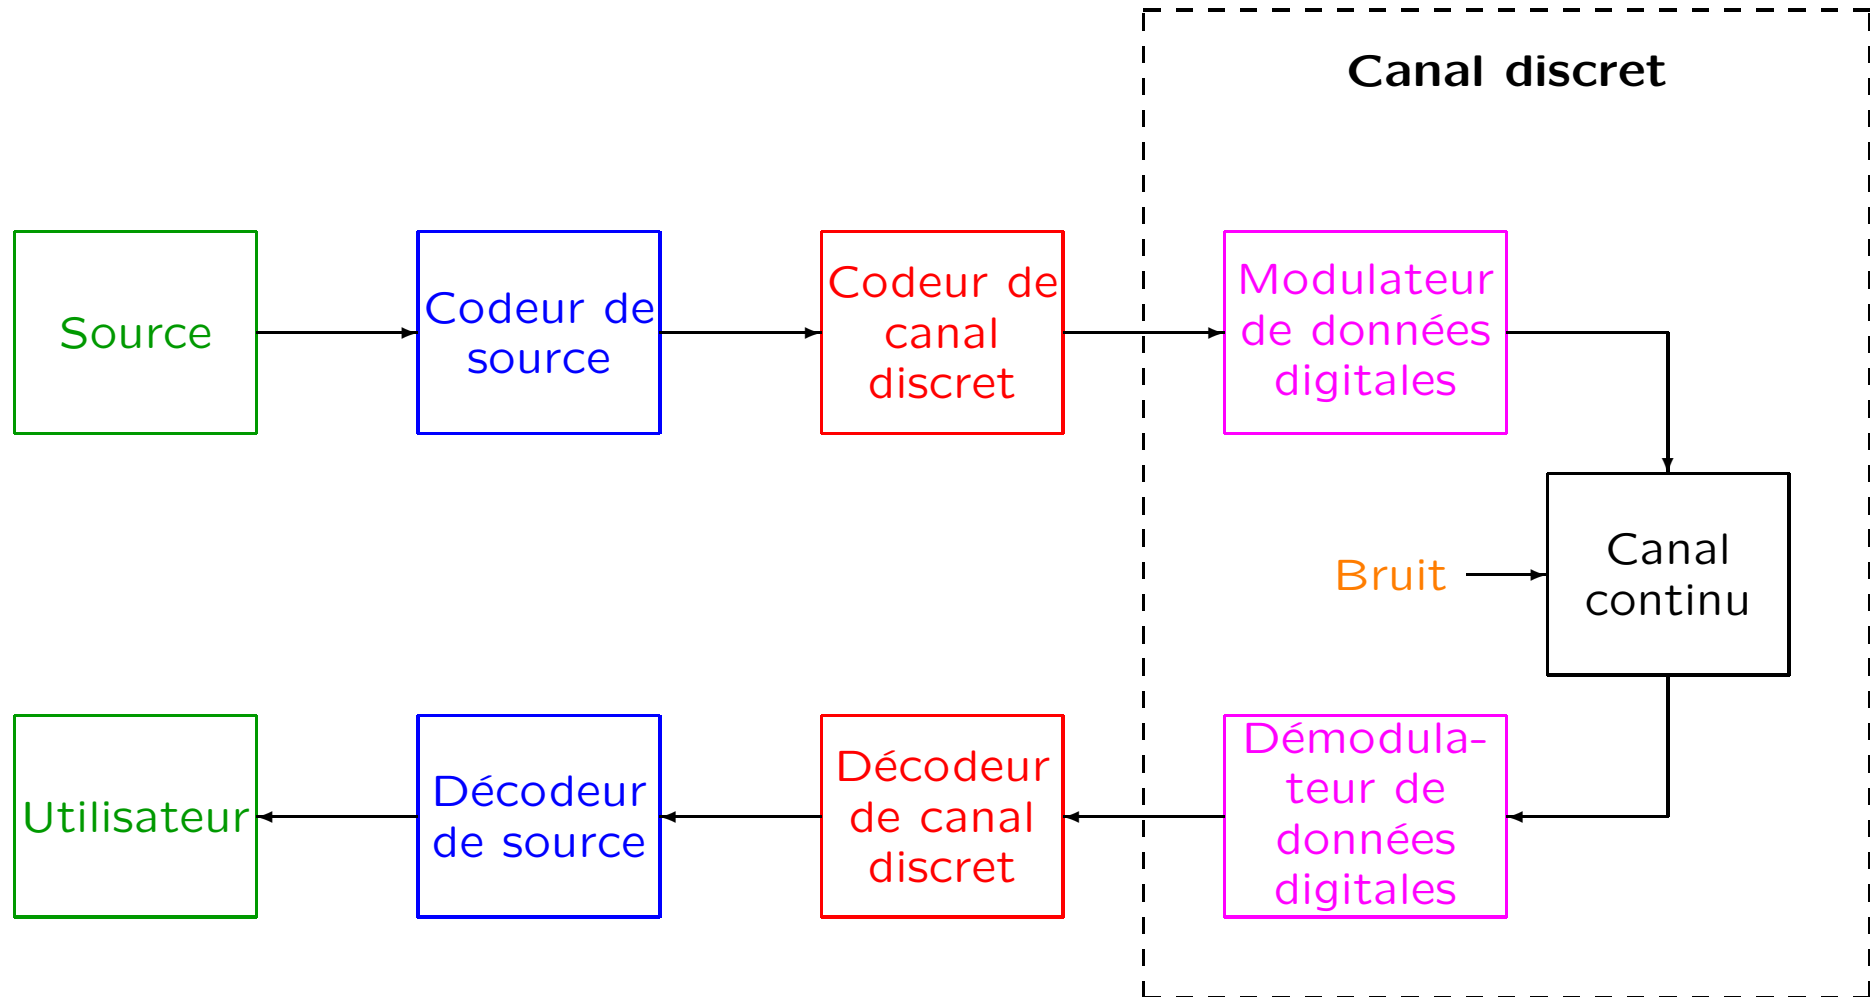 Canal discret
Source
Codeur de
source
Codeur de
canal
discret
Modulateur
de données
digitales
Bruit
Canal
continu
Utilisateur
Décodeur
de source
Décodeur
de canal
discret
Démodula-
teur de
données
digitales